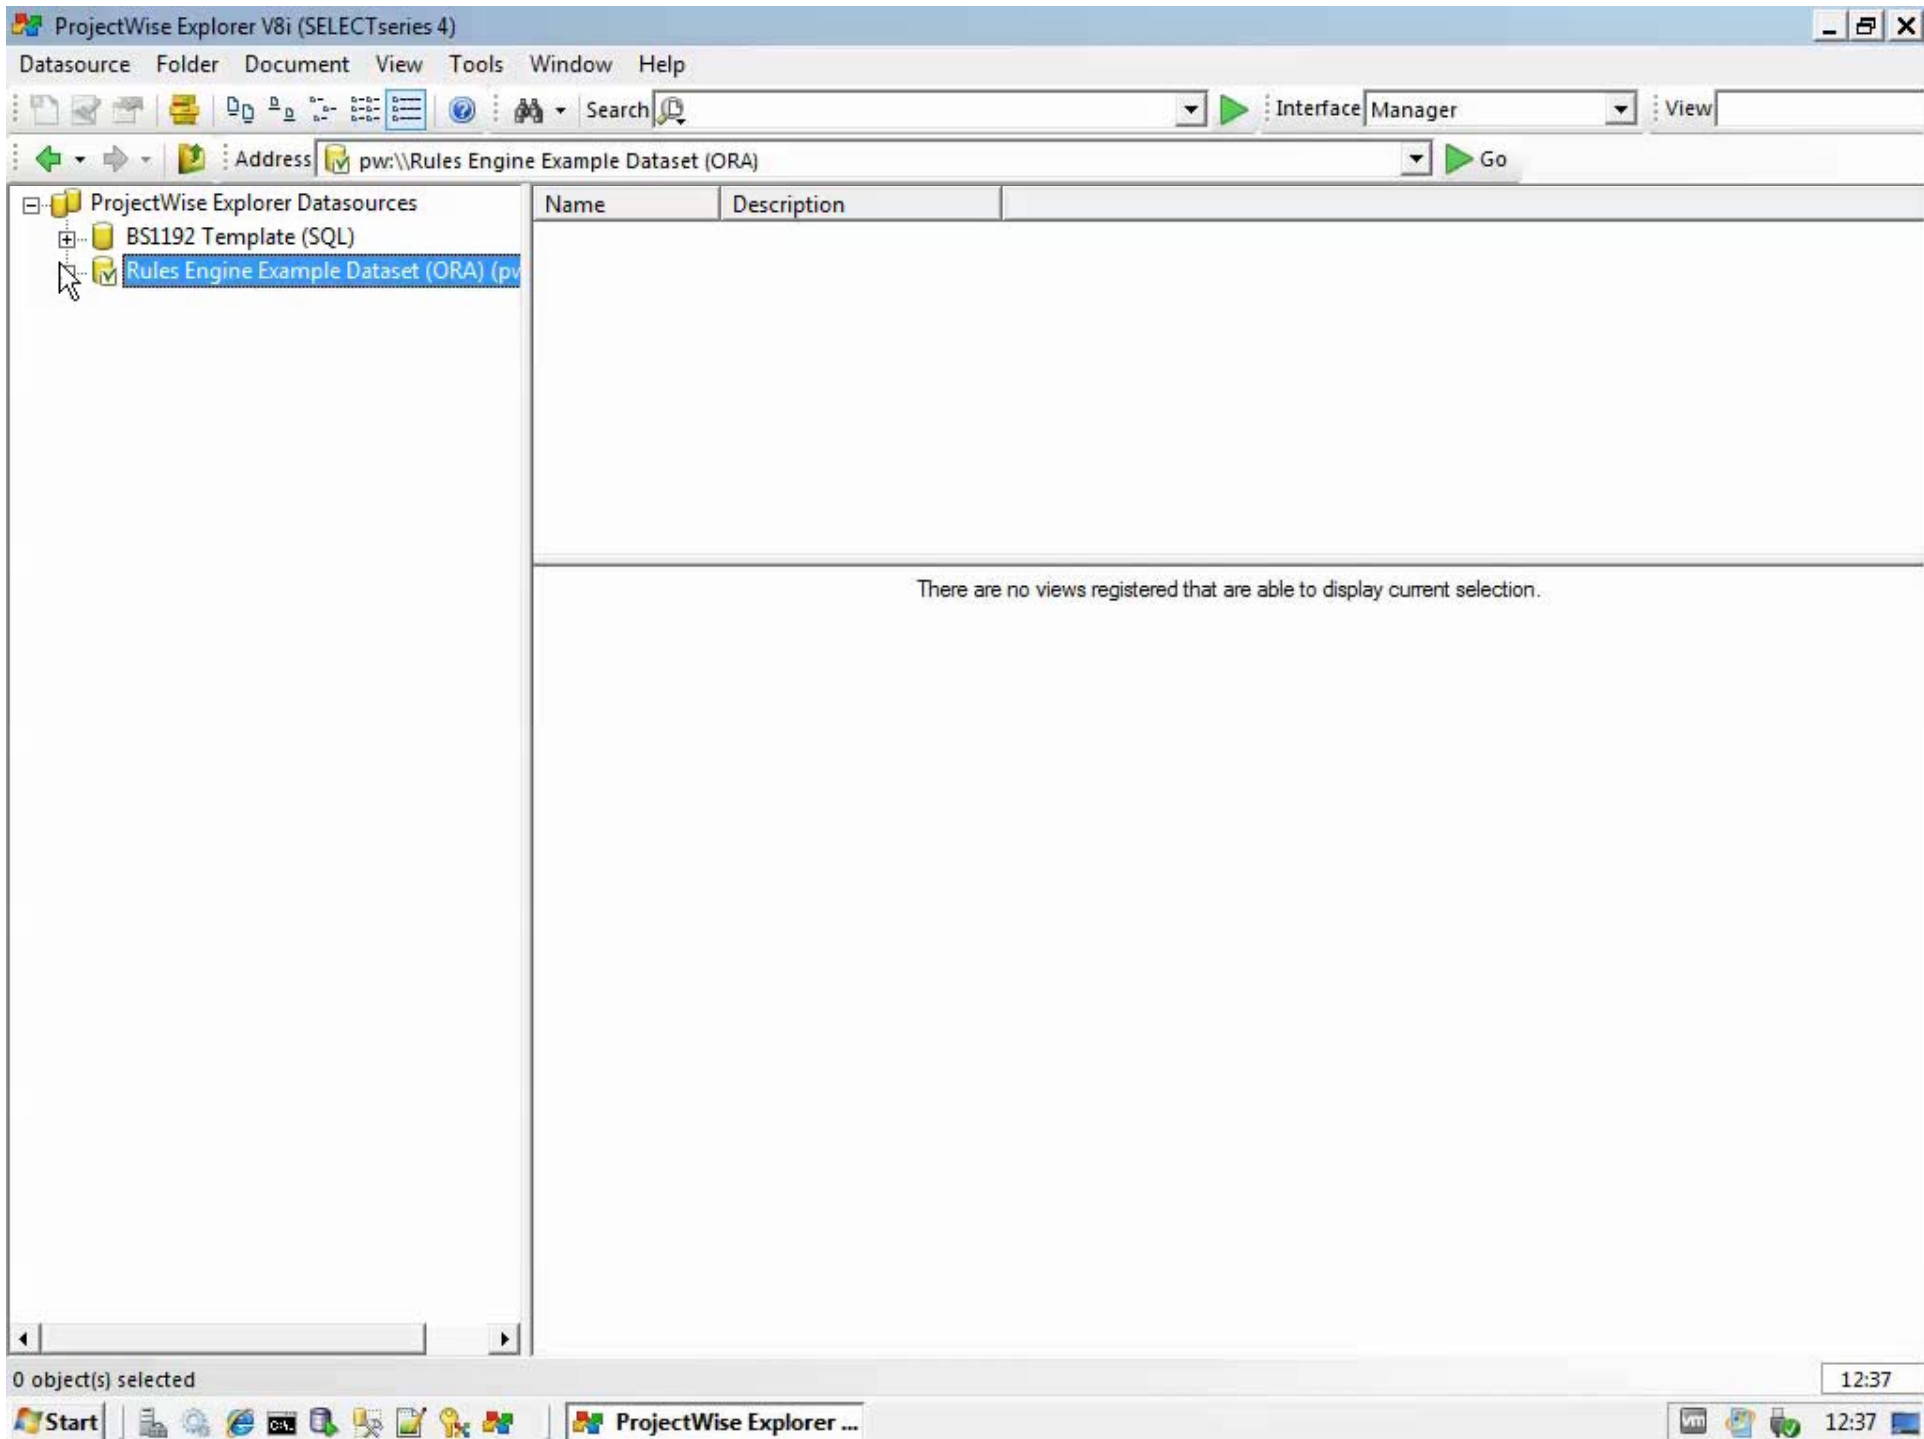 ProjectWise Explorer V8i (SELECTseries 4)
Datasource Folder Document View Tools Window Help
Search Interface Manager View
Address pw:\\Rules Engine Example Dataset (ORA) Go
ProjectWise Explorer Datasources
BS1192 Template (SQL)
Rules Engine Example Dataset (ORA) (pw
Name Description
There are no views registered that are able to display current selection.
0 object(s) selected
12:37
Start ProjectWise Explorer ... vm 12:37